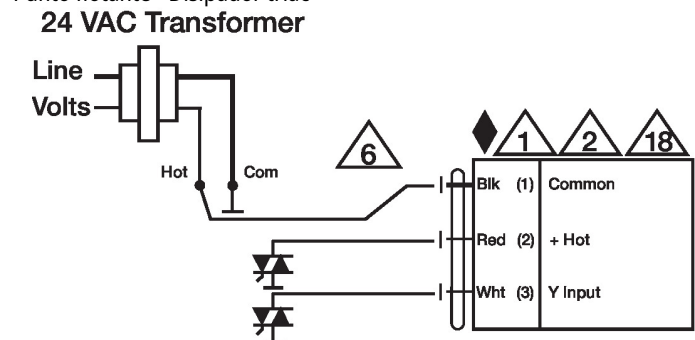 24 VAC Transformer
Line
Volts
Hot
Com
6
1
2
18
Blk (1) Common
Red (2) + Hot
Wht (3) Y Input